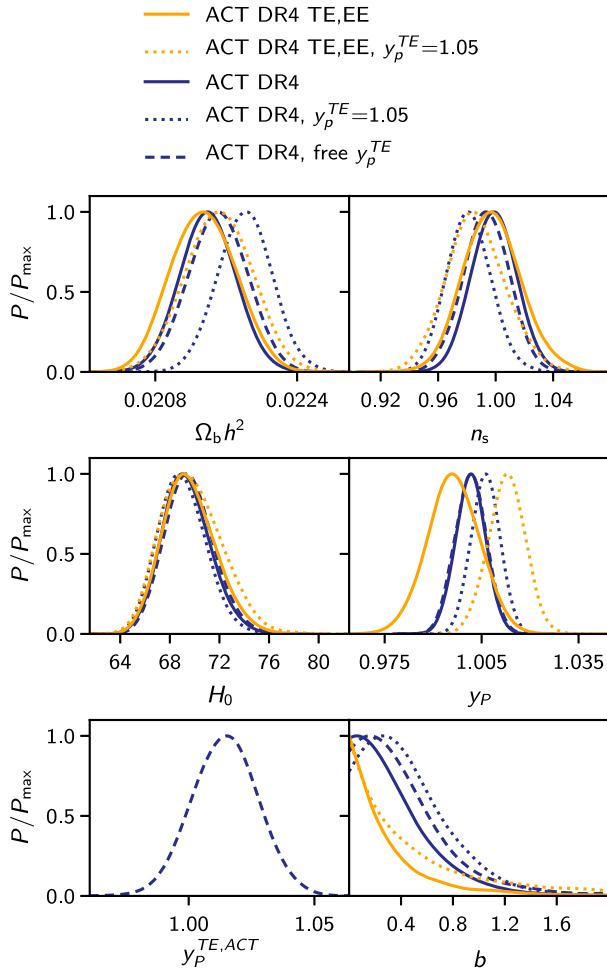 ACT DR4 TE,EE
ACT DR4 TE,EE, y_p^{TE}=1.05
ACT DR4
ACT DR4, y_p^{TE}=1.05
ACT DR4, free y_p^{TE}
1.0
0.5
0.0
P/P_max
0.0208 0.0224
Ω_b h^2
0.92 0.96 1.00 1.04
n_s
1.0
0.5
0.0
P/P_max
64 68 72 76 80
H_0
0.975 1.005 1.035
y_P
1.0
0.5
0.0
P/P_max
1.00 1.05
y_P^{TE,ACT}
0.4 0.8 1.2 1.6
b